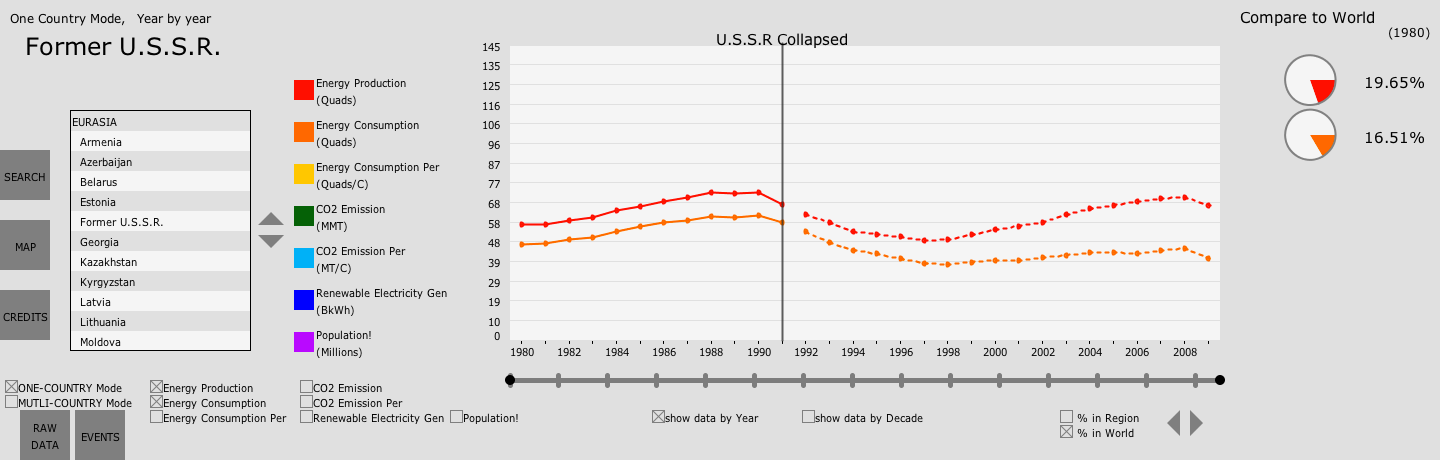 One Country Mode,   Year by year
Former U.S.S.R.
U.S.S.R Collapsed
Compare to World
(1980)
19.65%
16.51%
SEARCH
MAP
CREDITS
EURASIA
Armenia
Azerbaijan
Belarus
Estonia
Former U.S.S.R.
Georgia
Kazakhstan
Kyrgyzstan
Latvia
Lithuania
Moldova
Energy Production
(Quads)
Energy Consumption
(Quads)
Energy Consumption Per
(Quads/C)
CO2 Emission
(MMT)
CO2 Emission Per
(MT/C)
Renewable Electricity Gen
(BkWh)
Population!
(Millions)
145
135
125
116
106
96
87
77
68
58
48
39
29
19
10
0
1980 1982 1984 1986 1988 1990 1992 1994 1996 1998 2000 2002 2004 2006 2008
ONE-COUNTRY Mode
MUTLI-COUNTRY Mode
Energy Production
Energy Consumption
Energy Consumption Per
CO2 Emission
CO2 Emission Per
Renewable Electricity Gen
Population!
show data by Year
show data by Decade
% in Region
% in World
RAW
DATA
EVENTS